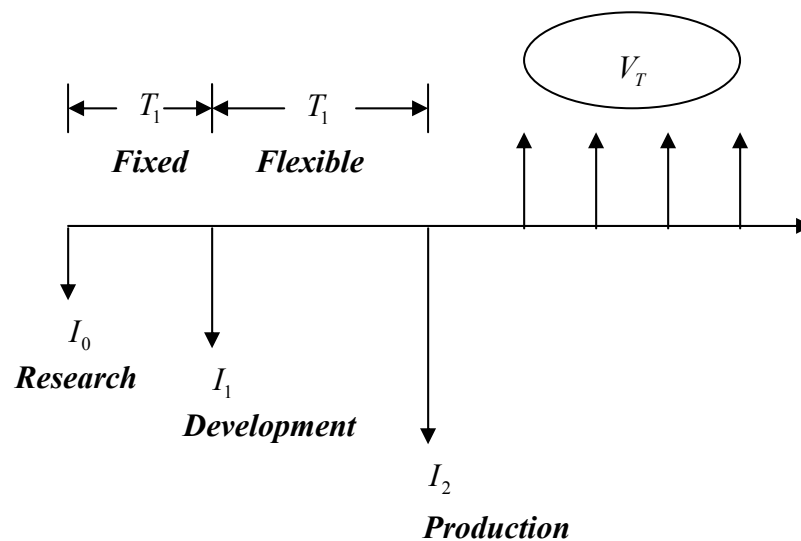 V_T
T_1 T_1
Fixed Flexible
I_0
Research
I_1
Development
I_2
Production